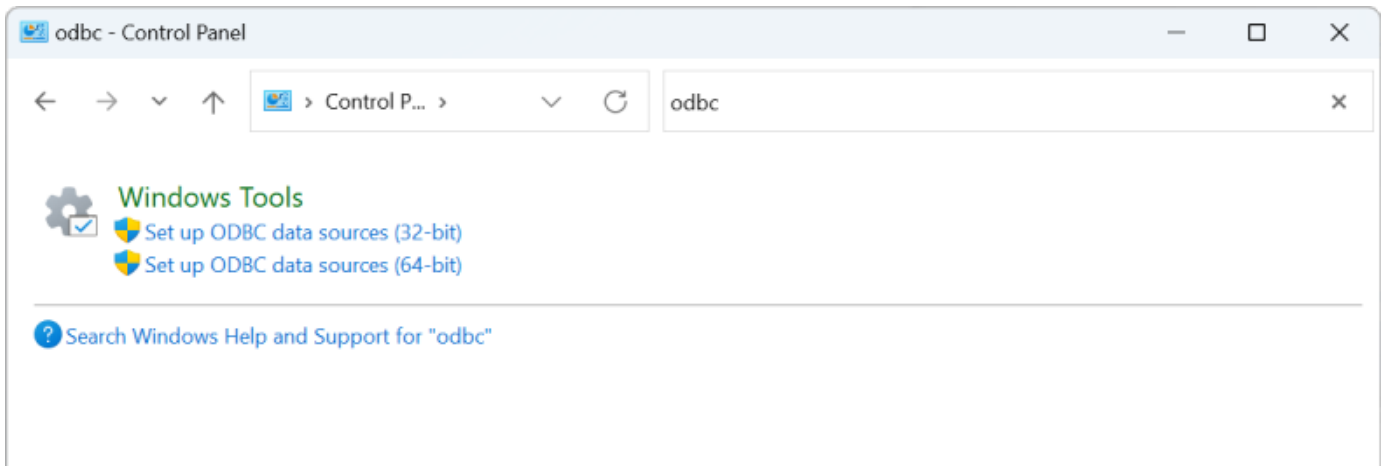 odbc - Control Panel
Control P...
odbc
Windows Tools
Set up ODBC data sources (32-bit)
Set up ODBC data sources (64-bit)
Search Windows Help and Support for "odbc"